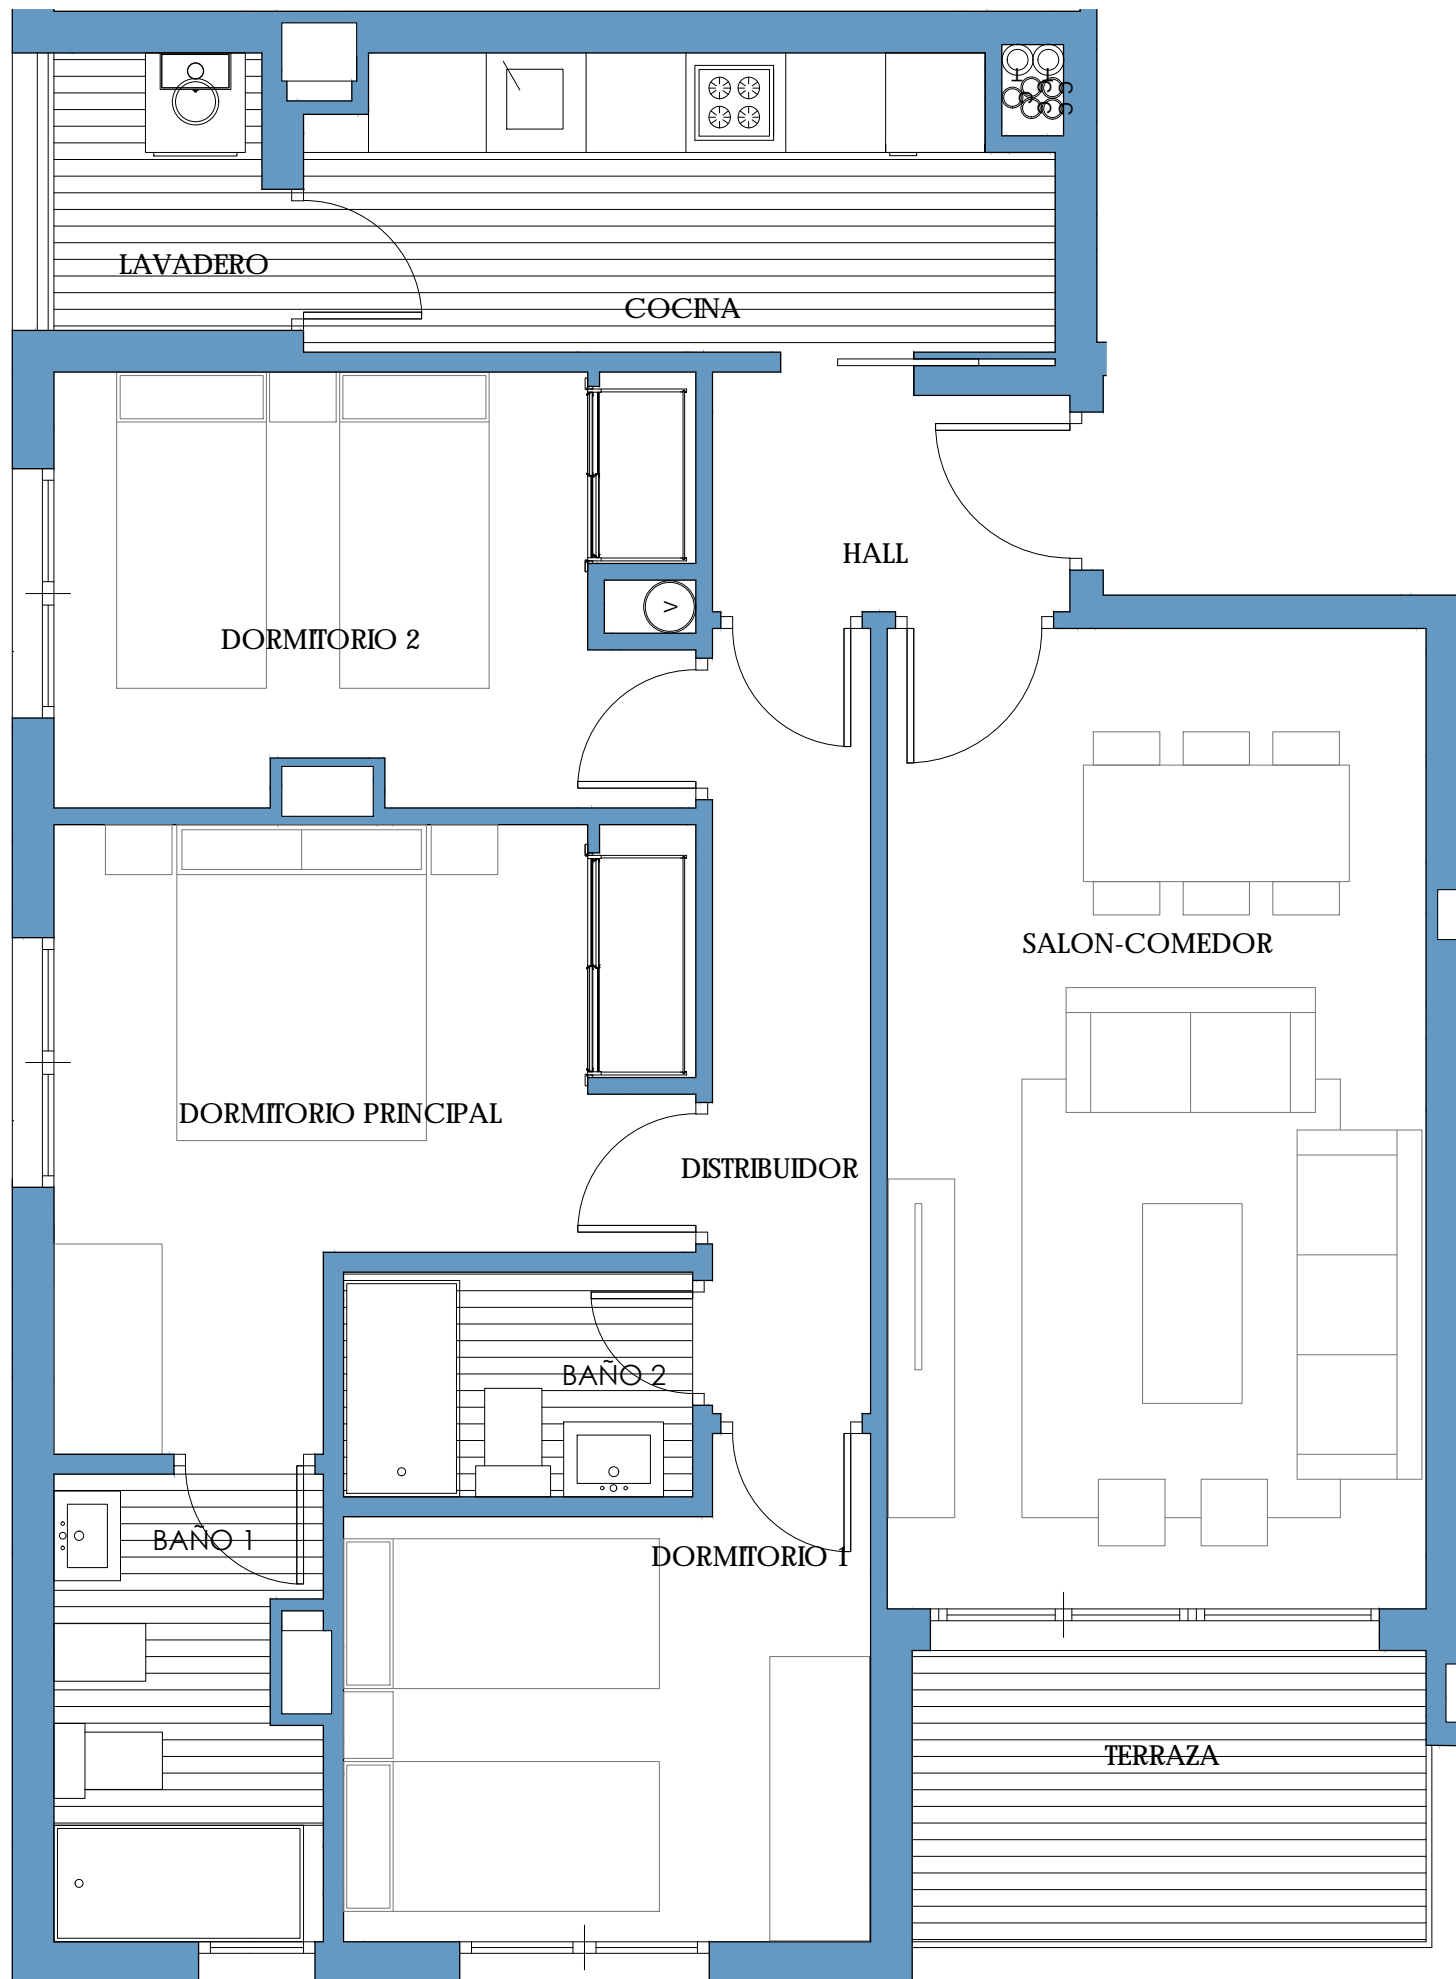 LAVADERO
COCINA
HALL
V
DORMITORIO 2
SALON-COMEDOR
DORMITORIO PRINCIPAL
DISTRIBUIDOR
BAÑO 2
BAÑO 1
DORMITORIO 1
TERRAZA